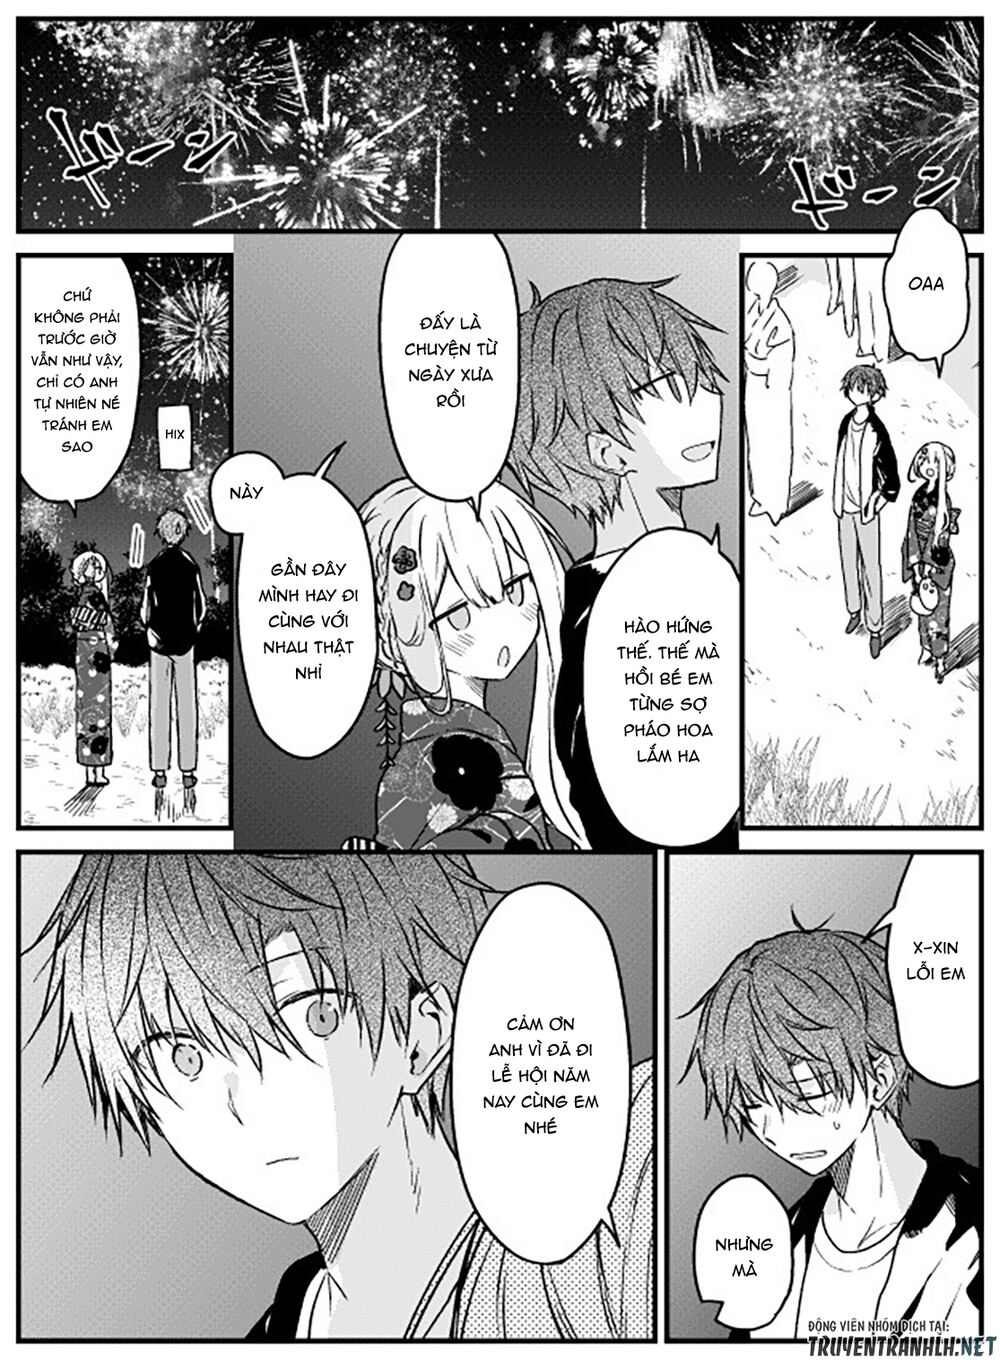 ドーン
ドーン
OAA
ĐẤY LÀ
CHUYỆN TỪ
NGÀY XƯA
RỒI
HÀO HỨNG
THẾ. THẾ MÀ
HỒI BÉ EM
TỪNG SỢ
PHÁO HOA
LẮM HA
NÀY
GẦN ĐÂY
MÌNH HAY ĐI
CÙNG VỚI
NHAU THẬT
NHỈ
CHỨ
KHÔNG PHẢI
TRƯỚC GIỜ
VẪN NHƯ VẬY,
CHỈ CÓ ANH
TỰ NHIÊN NÉ
TRÁNH EM
SAO
HIX
X-XIN
LỖI EM
NHƯNG
MÀ
CẢM ƠN
ANH VÌ ĐÃ ĐI
LỄ HỘI NĂM
NAY CÙNG EM
NHÉ
ĐỘNG VIÊN NHÓM DỊCH TẠI:
TRUYENTRANHLH.NET